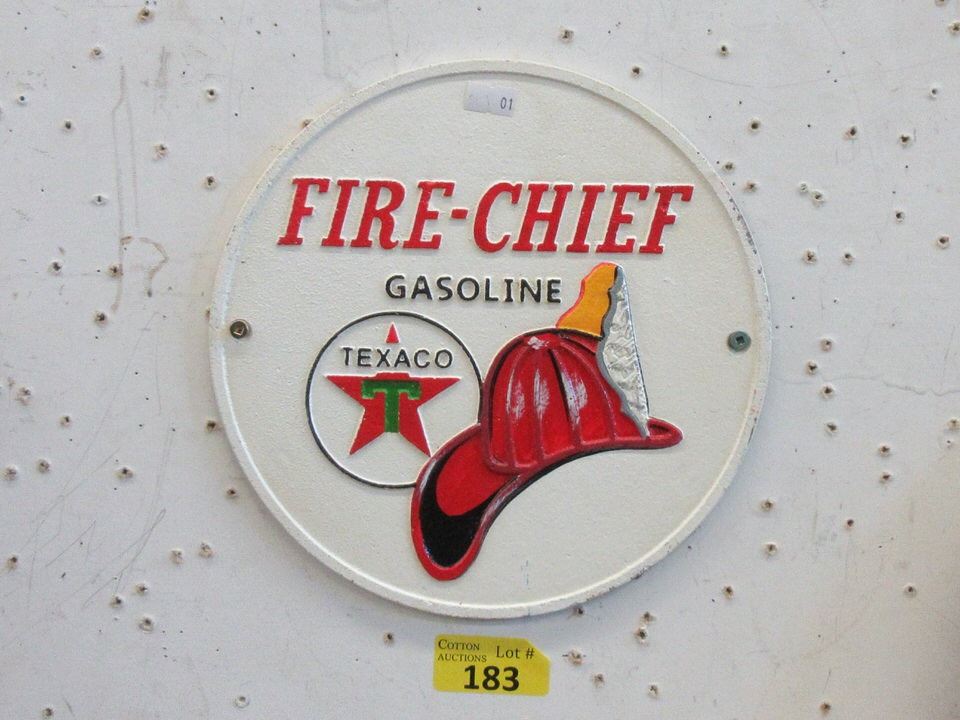 01
FIRE-CHIEF
GASOLINE
TEXACO
T
COTTON
AUCTIONS Lot #
183